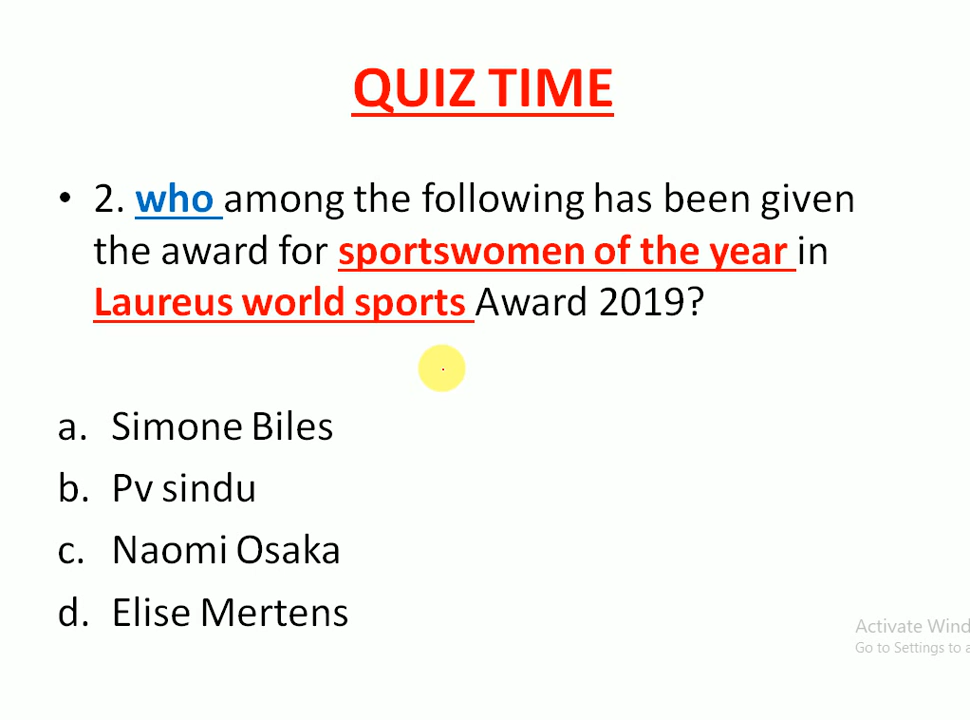 QUIZ TIME
• 2. who among the following has been given
the award for sportswomen of the year in
Laureus world sports Award 2019?
a. Simone Biles
b. Pv sindu
c. Naomi Osaka
d. Elise Mertens
Activate Wind
Go to Settings to a